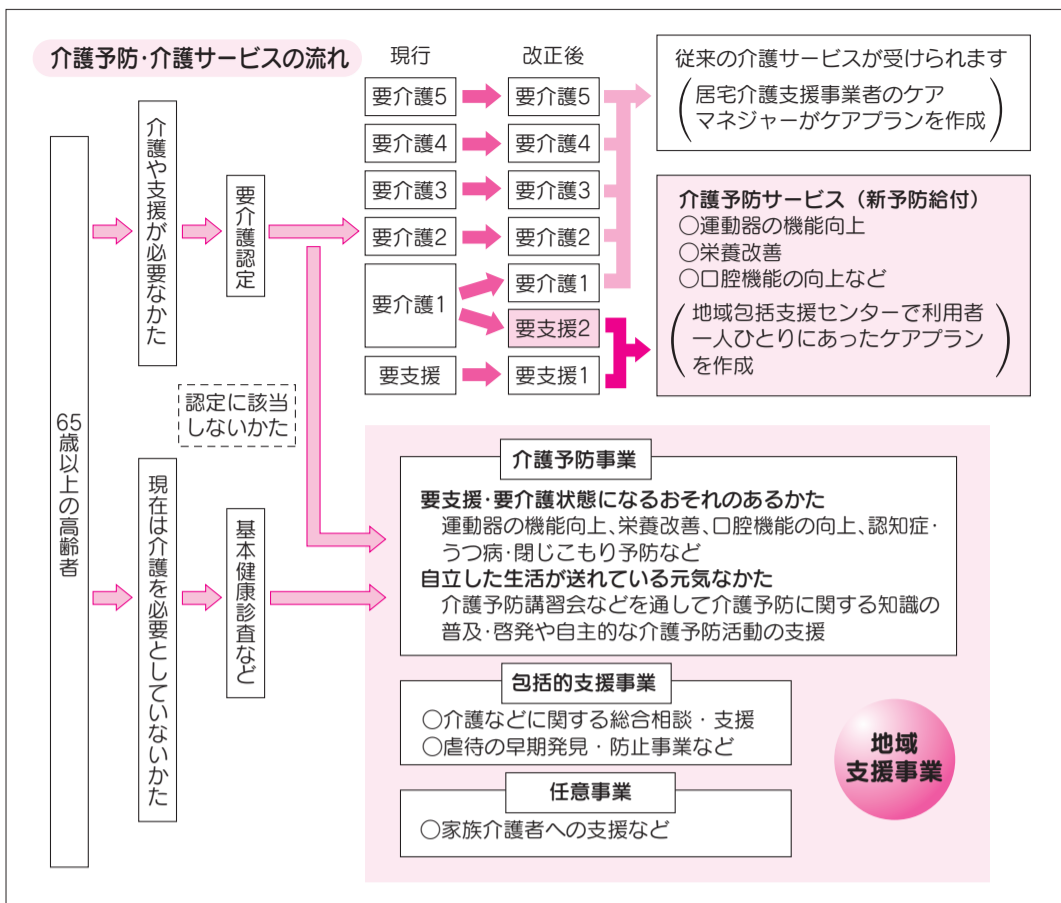 介護予防・介護サービスの流れ
65歳以上の高齢者
介護や支援が必要なかた
要介護認定
認定に該当
しないかた
現在は介護を必要としていないかた
基本健康診査など
現行
改正後
要介護5
要介護5
要介護4
要介護4
要介護3
要介護3
要介護2
要介護2
要介護1
要介護1
要支援2
要支援
要支援1
従来の介護サービスが受けられます
(居宅介護支援事業者のケア
マネジャーがケアプランを作成)
介護予防サービス（新予防給付）
○運動器の機能向上
○栄養改善
○口腔機能の向上など
(地域包括支援センターで利用者
一人ひとりにあったケアプラン
を作成)
介護予防事業
要支援・要介護状態になるおそれのあるかた
運動器の機能向上、栄養改善、口腔機能の向上、認知症・
うつ病・閉じこもり予防など
自立した生活が送れている元気なかた
介護予防講習会などを通して介護予防に関する知識の
普及・啓発や自主的な介護予防活動の支援
包括的支援事業
○介護などに関する総合相談・支援
○虐待の早期発見・防止事業など
任意事業
○家族介護者への支援など
地域
支援事業